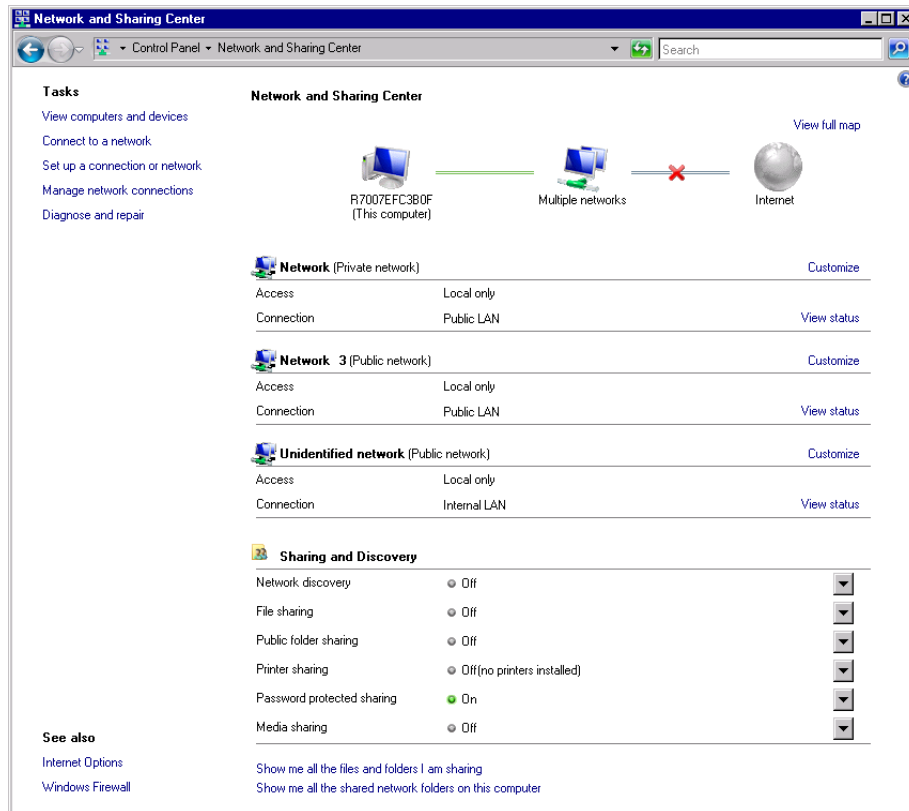 Network and Sharing Center
Control Panel Network and Sharing Center Search
Tasks
View computers and devices
Connect to a network
Set up a connection or network
Manage network connections
Diagnose and repair
Network and Sharing Center
View full map
R7007EFC3B0F
(This computer)
Multiple networks
Internet
Network (Private network) Customize
Access Local only
Connection Public LAN View status
Network 3 (Public network) Customize
Access Local only
Connection Public LAN View status
Unidentified network (Public network) Customize
Access Local only
Connection Internal LAN View status
Sharing and Discovery
Network discovery Off
File sharing Off
Public folder sharing Off
Printer sharing Off(no printers installed)
Password protected sharing On
Media sharing Off
See also
Internet Options
Windows Firewall
Show me all the files and folders I am sharing
Show me all the shared network folders on this computer